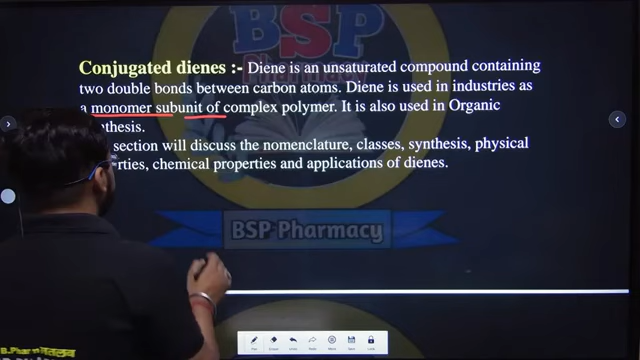 BSP
Conjugated dienes :- Diene is an unsaturated compound containing
two double bonds between carbon atoms. Diene is used in industries as
a monomer subunit of complex polymer. It is also used in Organic
section will discuss the nomenclature, classes, synthesis, physical
chemical properties and applications of dienes.
BSP Pharmacy
B.Phar